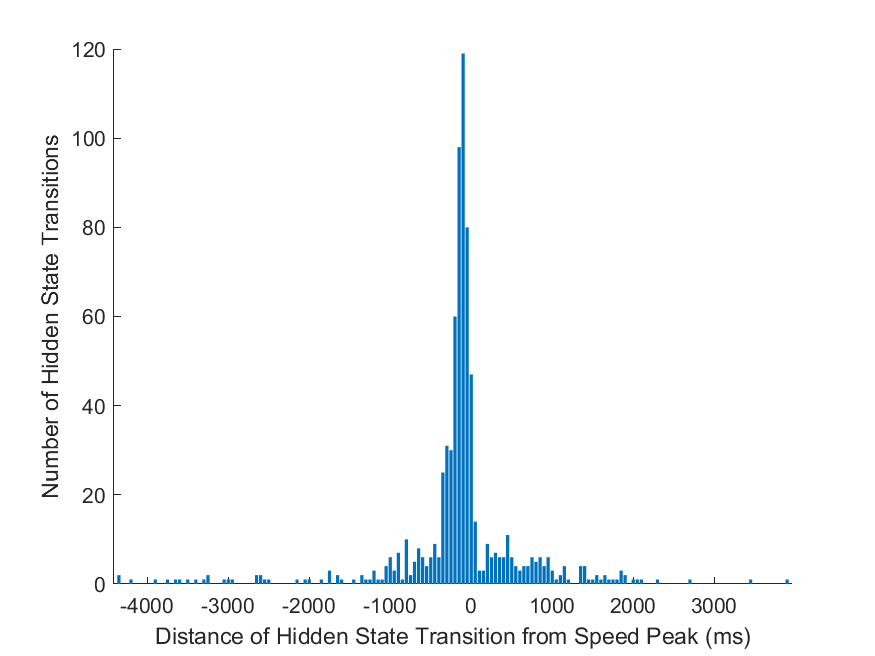 120
100
80
60
40
20
0
Number of Hidden State Transitions
-4000 -3000 -2000 -1000 0 1000 2000 3000
Distance of Hidden State Transition from Speed Peak (ms)